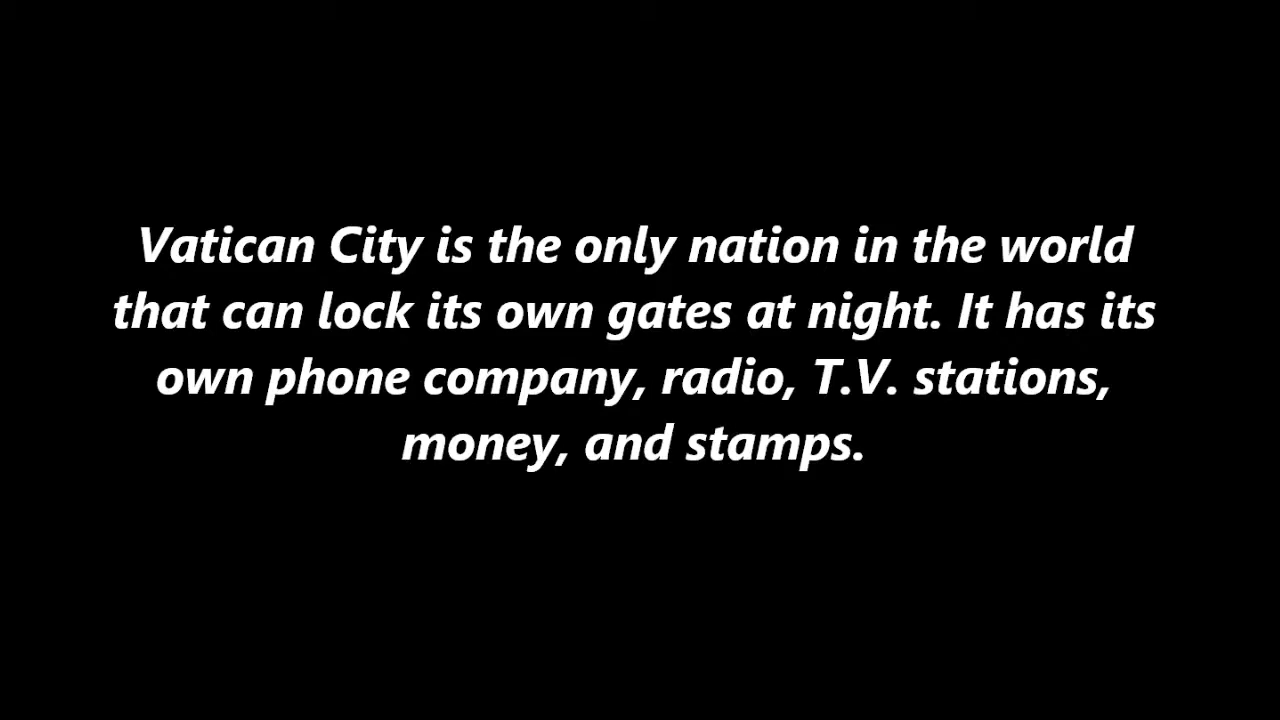 Vatican City is the only nation in the world
that can lock its own gates at night. It has its
own phone company, radio, T.V. stations,
money, and stamps.